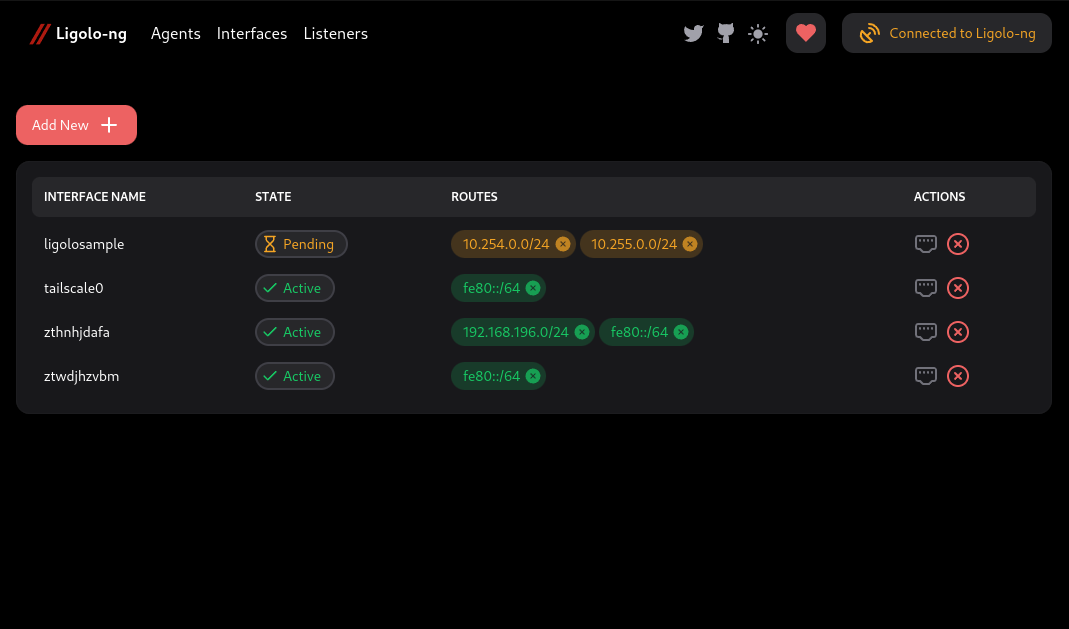 Ligolo-ng Agents Interfaces Listeners Connected to Ligolo-ng
Add New
INTERFACE NAME STATE ROUTES ACTIONS
ligolosample Pending 10.254.0.0/24 10.255.0.0/24
tailscale0 Active fe80::/64
zthnhjdafa Active 192.168.196.0/24 fe80::/64
ztwdjhzvbm Active fe80::/64